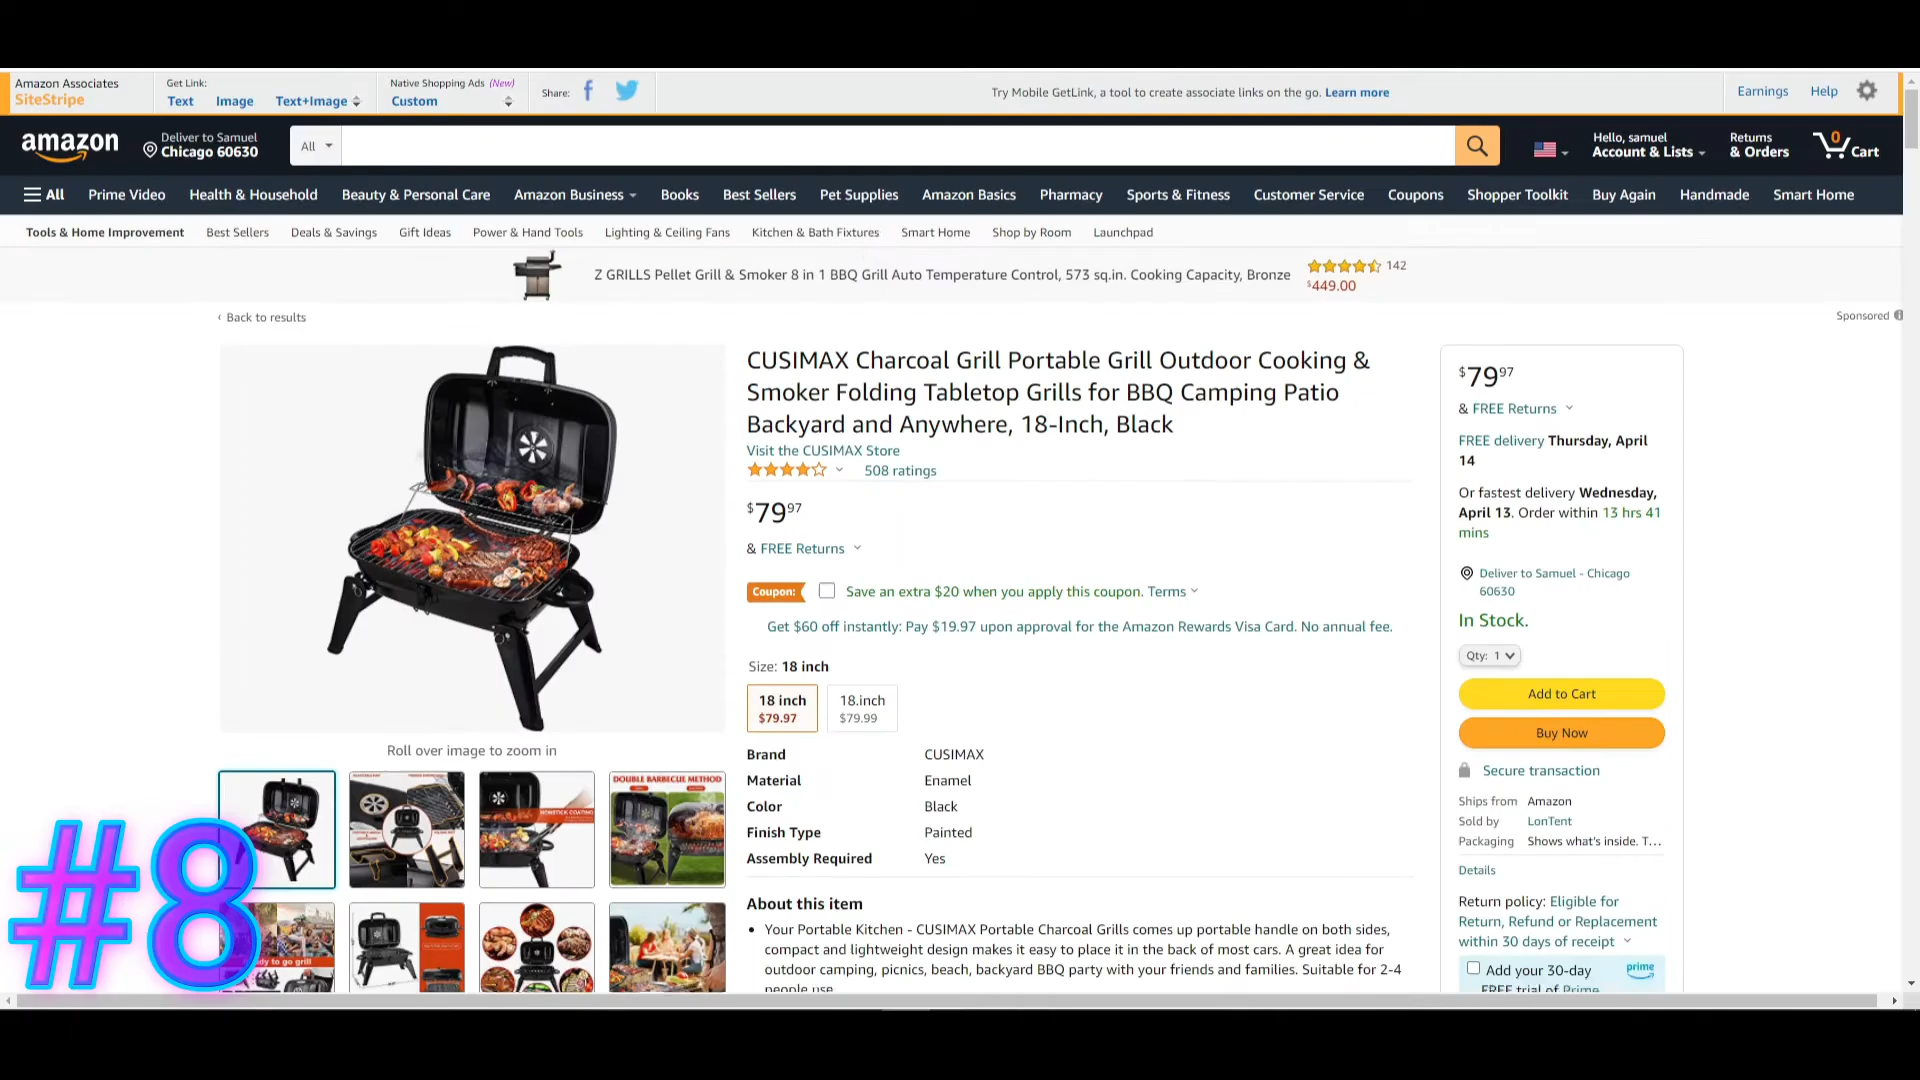 Amazon Associates
SiteStripe
Get Link:
Text Image Text+Image
Native Shopping Ads (New)
Custom
Share:
Try Mobile GetLink, a tool to create associate links on the go. Learn more
Earnings Help
amazon
Deliver to Samuel
Chicago 60630
All
Hello, samuel
Account & Lists
Returns
& Orders
0
Cart
All Prime Video Health & Household Beauty & Personal Care Amazon Business Books Best Sellers Pet Supplies Amazon Basics Pharmacy Sports & Fitness Customer Service Coupons Shopper Toolkit Buy Again Handmade Smart Home
Tools & Home Improvement Best Sellers Deals & Savings Gift Ideas Power & Hand Tools Lighting & Ceiling Fans Kitchen & Bath Fixtures Smart Home Shop by Room Launchpad
Z GRILLS Pellet Grill & Smoker 8 in 1 BBQ Grill Auto Temperature Control, 573 sq.in. Cooking Capacity, Bronze
142
$449.00
‹ Back to results
Sponsored
CUSIMAX Charcoal Grill Portable Grill Outdoor Cooking &
Smoker Folding Tabletop Grills for BBQ Camping Patio
Backyard and Anywhere, 18-Inch, Black
Visit the CUSIMAX Store
508 ratings
$79.97
& FREE Returns
Coupon: Save an extra $20 when you apply this coupon. Terms
Get $60 off instantly: Pay $19.97 upon approval for the Amazon Rewards Visa Card. No annual fee.
Size: 18 inch
18 inch
$79.97
18.inch
$79.99
Brand CUSIMAX
Material Enamel
Color Black
Finish Type Painted
Assembly Required Yes
About this item
• Your Portable Kitchen - CUSIMAX Portable Charcoal Grills comes up portable handle on both sides,
compact and lightweight design makes it easy to place it in the back of most cars. A great idea for
outdoor camping, picnics, beach, backyard BBQ party with your friends and families. Suitable for 2-4
people use
Roll over image to zoom in
DOUBLE BARBECUE METHOD
NONSTICK COATING
to go grill
#8
$79.97
& FREE Returns
FREE delivery Thursday, April
14
Or fastest delivery Wednesday,
April 13. Order within 13 hrs 41
mins
Deliver to Samuel - Chicago
60630
In Stock.
Qty: 1
Add to Cart
Buy Now
Secure transaction
Ships from Amazon
Sold by LonTent
Packaging Shows what's inside. T...
Details
Return policy: Eligible for
Return, Refund or Replacement
within 30 days of receipt
Add your 30-day
prime
FREE trial of Prime